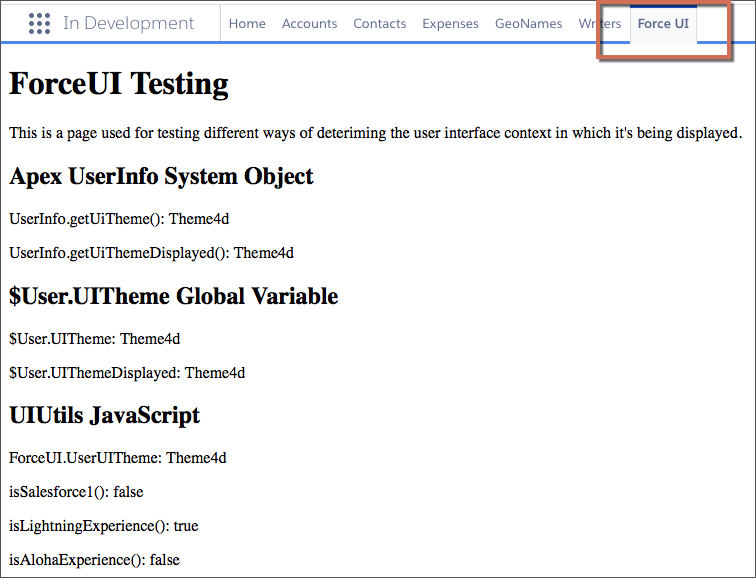 In Development Home Accounts Contacts Expenses GeoNames Writers Force UI
ForceUI Testing
This is a page used for testing different ways of deteriming the user interface context in which it's being displayed.
Apex UserInfo System Object
UserInfo.getUiTheme(): Theme4d
UserInfo.getUiThemeDisplayed(): Theme4d
$User.UITheme Global Variable
$User.UITheme: Theme4d
$User.UIThemeDisplayed: Theme4d
UIUtils JavaScript
ForceUI.UserUITheme: Theme4d
isSalesforce1(): false
isLightningExperience(): true
isAlohaExperience(): false